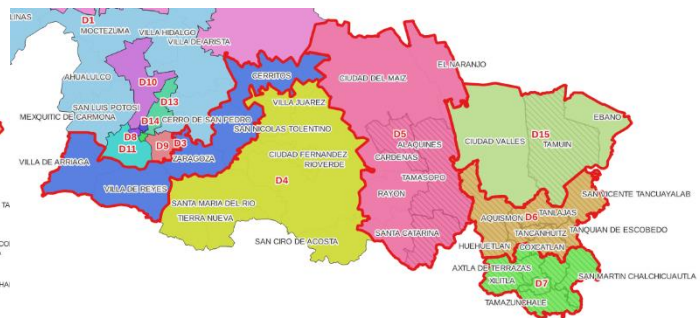 LINAS
D1
MOCTEZUMA
VILLA HIDALGO
VILLA DE ARISTA
EL NARANJO
AHUALULCO
D10
CERRITOS
CIUDAD DEL MAIZ
D13
VILLA JUAREZ
SAN LUIS POTOSI
MEXQUITIC DE CARMONA
D14
CERRO DE SAN PEDRO
EBANO
SAN NICOLAS TOLENTINO
D8
D5
D15
D11
D9
D3
ALAQUINES
CIUDAD VALLES
TAMUIN
VILLA DE ARRIAGA
ZARAGOZA
CIUDAD FERNANDEZ
CARDENAS
RIOVERDE
D4
TAMASOPO
VILLA DE REYES
RAYON
SAN VICENTE TANCUAYALAB
TA
SANTA MARIA DEL RIO
TIERRA NUEVA
AQUISMON
D6
TANLAJAS
SANTA CATARINA
TANCANHUTZ
TANQUIAN DE ESCOBEDO
CO
SAN CIRO DE ACOSTA
HUEHUETLAN
COXCATLAN
AXTLA DE TERRAZAS
SAN MARTIN CHALCHICUAUTLA
HA
XILITLA
D7
TAMAZUNCHALE